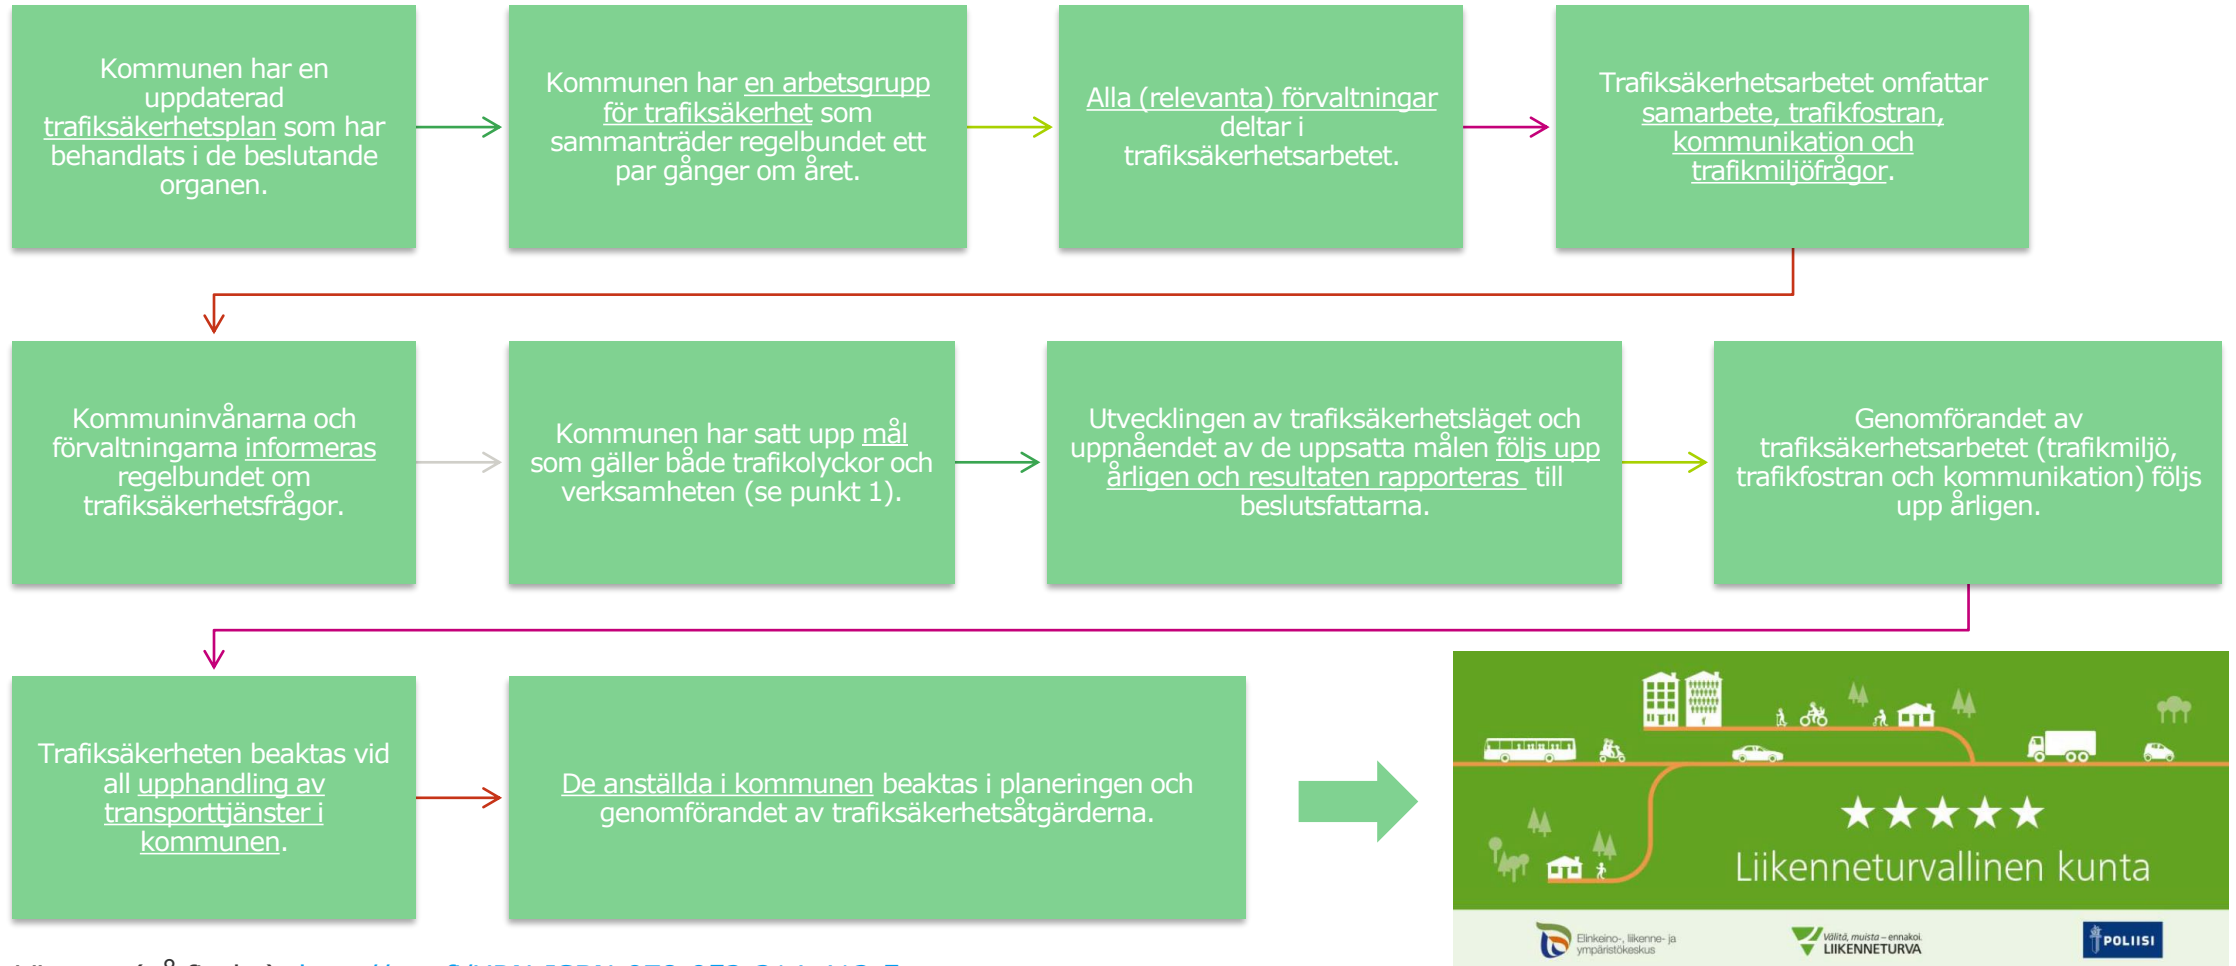 Kommunen har en
uppdaterad
trafiksäkerhetsplan som har
behandlats i de beslutande
organen.
Kommunen har en arbetsgrupp
för trafiksäkerhet som
sammanträder regelbundet ett
par gånger om året.
Alla (relevanta) förvaltningar
deltar i
trafiksäkerhetsarbetet.
Trafiksäkerhetsarbetet omfattar
samarbete, trafikfostran,
kommunikation och
trafikmiljöfrågor.
Kommuninvånarna och
förvaltningarna informeras
regelbundet om
trafiksäkerhetsfrågor.
Kommunen har satt upp mål
som gäller både trafikolyckor och
verksamheten (se punkt 1).
Utvecklingen av trafiksäkerhetsläget och
uppnåendet av de uppsatta målen följs upp
årligen och resultaten rapporteras till
beslutsfattarna.
Genomförandet av
trafiksäkerhetsarbetet (trafikmiljö,
trafikfostran och kommunikation) följs
upp årligen.
Trafiksäkerheten beaktas vid
all upphandling av
transporttjänster i
kommunen.
De anställda i kommunen beaktas i planeringen och
genomförandet av trafiksäkerhetsåtgärderna.
Liikenneturvallinen kunta
Elinkeino-, liikenne- ja
ympäristökeskus
Välitä, muista – ennakoi.
LIIKENNETURVA
POLIISI